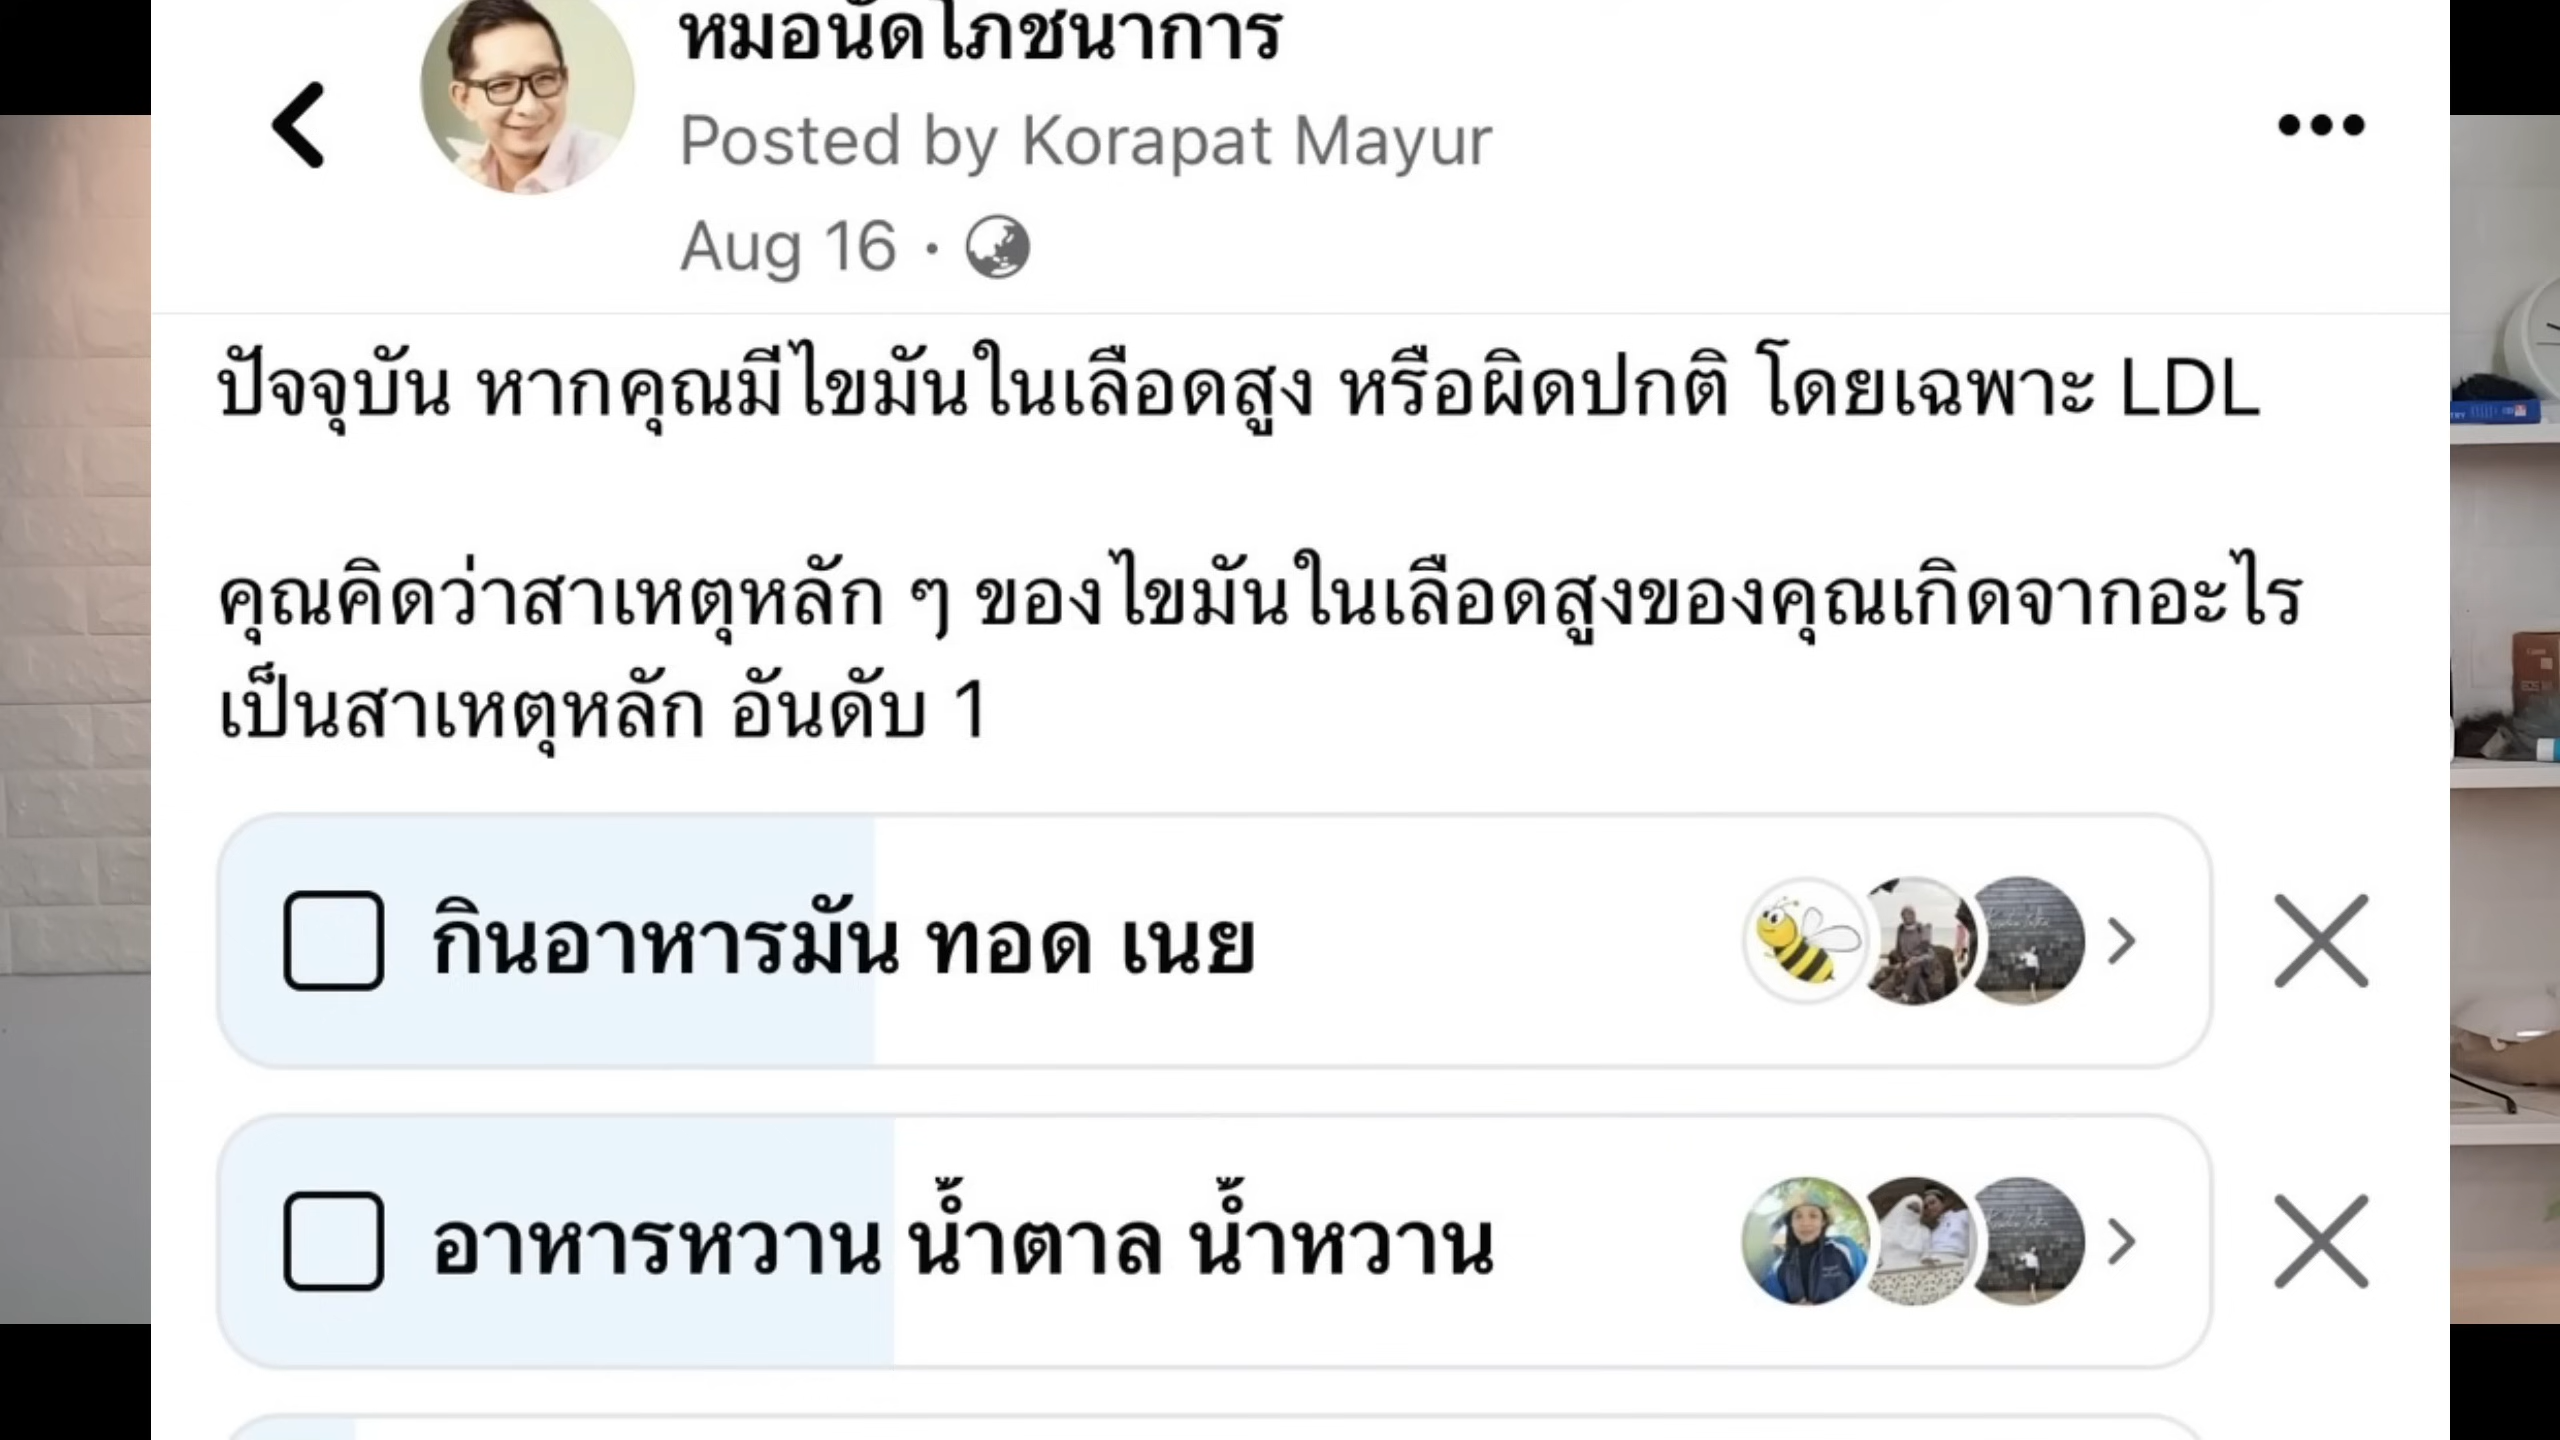 หมอนัดโภชนาการ
Posted by Korapat Mayur
Aug 16 ·
ปัจจุบัน หากคุณมีไขมันในเลือดสูง หรือผิดปกติ โดยเฉพาะ LDL
คุณคิดว่าสาเหตุหลัก ๆ ของไขมันในเลือดสูงของคุณเกิดจากอะไร
เป็นสาเหตุหลัก อันดับ 1
กินอาหารมัน ทอด เนย
อาหารหวาน น้ำตาล น้ำหวาน